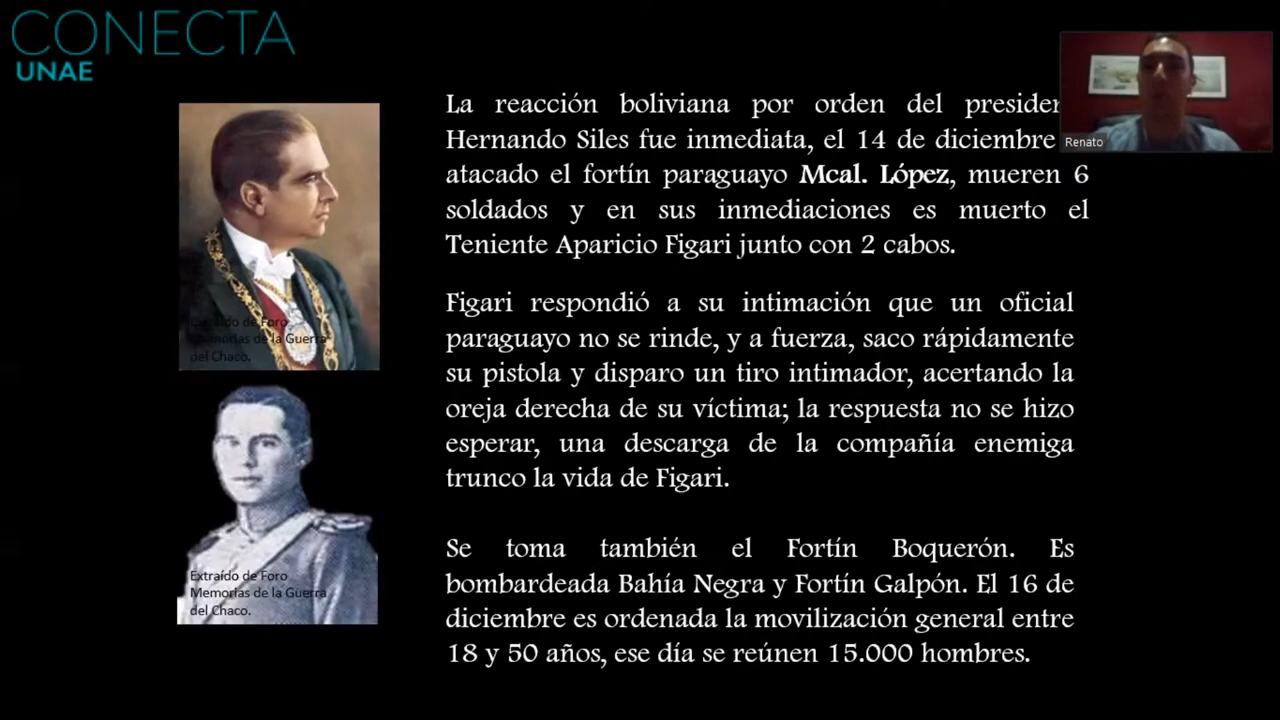 CONECTA
UNAE
La reacción boliviana por orden del presiden
Hernando Siles fue inmediata, el 14 de diciembre
atacado el fortín paraguayo Mcal. López, mueren 6
soldados y en sus inmediaciones es muerto el
Teniente Aparicio Figari junto con 2 cabos.
Renato
Figari respondió a su intimación que un oficial
paraguayo no se rinde, y a fuerza, saco rápidamente
su pistola y disparo un tiro intimador, acertando la
oreja derecha de su víctima; la respuesta no se hizo
esperar, una descarga de la compañía enemiga
trunco la vida de Figari.
Se toma también el Fortín Boquerón. Es
bombardeada Bahía Negra y Fortín Galpón. El 16 de
diciembre es ordenada la movilización general entre
18 y 50 años, ese día se reúnen 15.000 hombres.
Extraído de Foro
Memorias de la Guerra
del Chaco.
Extraído de Foro
Memorias de la Guerra
del Chaco.